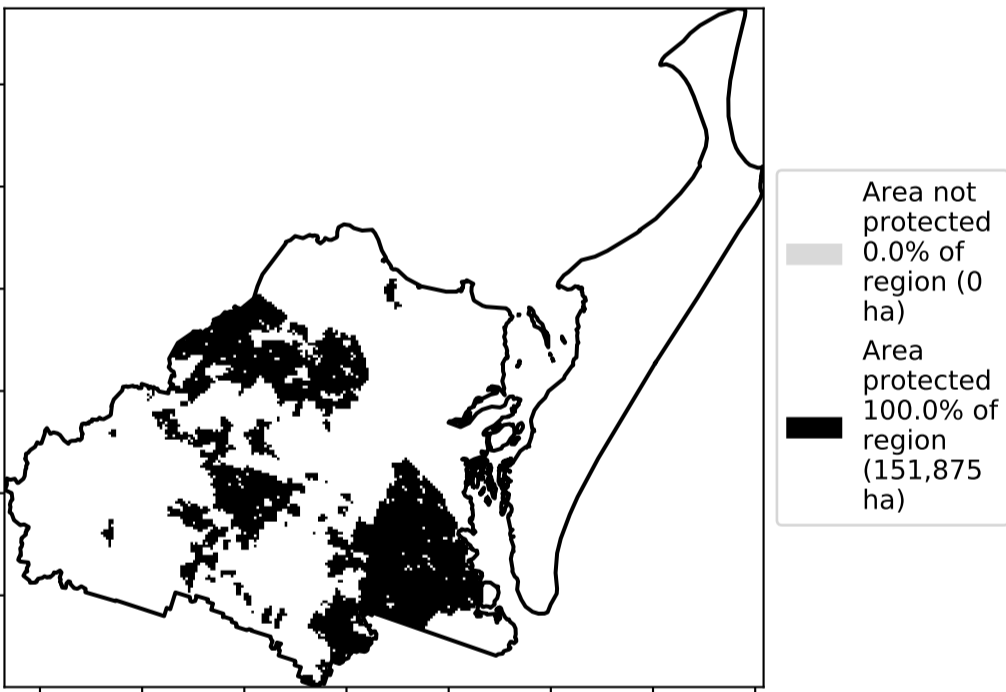 Area not
protected
0.0% of
region (0
ha)
Area
protected
100.0% of
region
(151,875
ha)